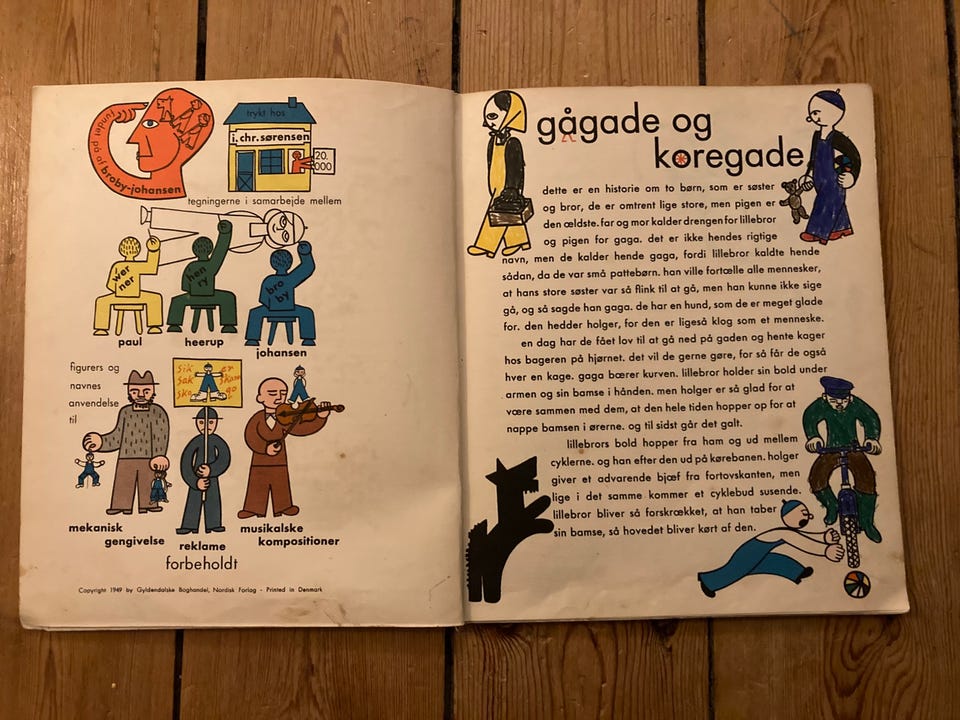 fundet på af broby-johansen
trykt hos
i. chr. sørensen
20.
000
tegningerne i samarbejde mellem
wer
ner
hen
ry
bro
by
paul heerup johansen
figurers og
navnes
anvendelse
til
sik er
sak skam
sko go
mekanisk
gengivelse
reklame
musikalske
kompositioner
forbeholdt
Copyright 1949 by Gyldendalske Boghandel, Nordisk Forlag - Printed in Denmark
gågade og
køregade
dette er en historie om to børn, som er søster
og bror, de er omtrent lige store, men pigen er
den ældste. far og mor kalder drengen for lillebror
og pigen for gaga. det er ikke hendes rigtige
navn, men de kalder hende gaga, fordi lillebror kaldte hende
sådan, da de var små pattebørn. han ville fortælle alle mennesker,
at hans store søster var så flink til at gå, men han kunne ikke sige
gå, og så sagde han gaga. de har en hund, som de er meget glade
for. den hedder holger, for den er ligeså klog som et menneske.
en dag har de fået lov til at gå ned på gaden og hente kager
hos bageren på hjørnet. det vil de gerne gøre, for så får de også
hver en kage. gaga bærer kurven. lillebror holder sin bold under
armen og sin bamse i hånden. men holger er så glad for at
være sammen med dem, at den hele tiden hopper op for at
nappe bamsen i ørerne. og til sidst går det galt.
lillebrors bold hopper fra ham og ud mellem
cyklerne. og han efter den ud på kørebanen. holger
giver et advarende bjæf fra fortovskanten, men
lige i det samme kommer et cyklebud susende.
lillebror bliver så forskrækket, at han taber
sin bamse, så hovedet bliver kørt af den.